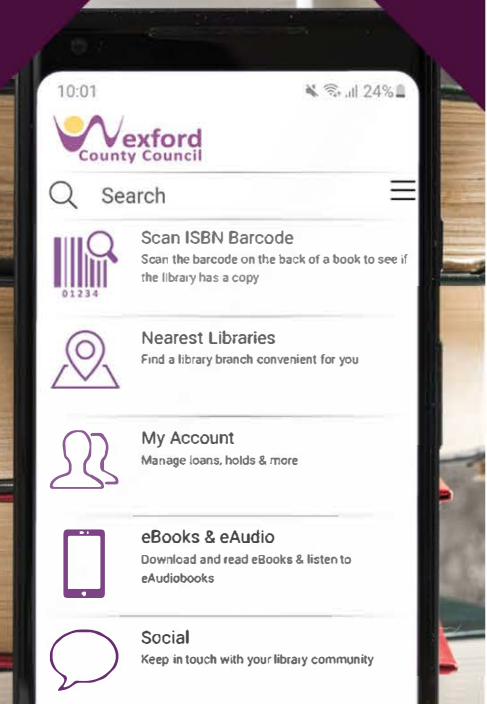 10:01 24%
Wexford
County Council
Search
Scan ISBN Barcode
Scan the barcode on the back of a book to see if
the library has a copy
01234
Nearest Libraries
Find a library branch convenient for you
My Account
Manage loans, holds & more
eBooks & eAudio
Download and read eBooks & listen to
eAudiobooks
Social
Keep in touch with your library community